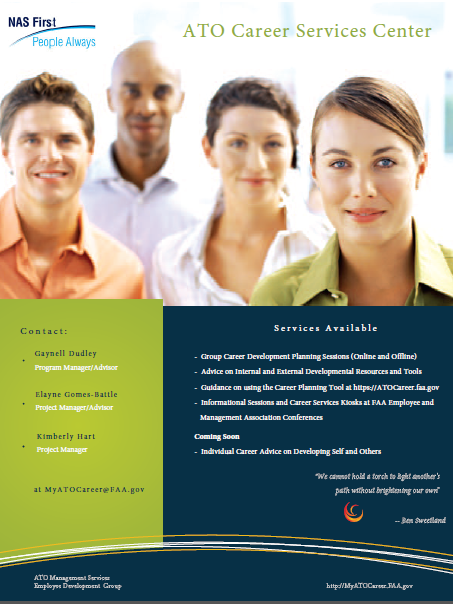 NAS First
People Always
ATO Career Services Center
Contact:
• Gaynell Dudley
Program Manager/Advisor
• Elayne Gomes-Battle
Project Manager/Advisor
• Kimberly Hart
Project Manager
at MyATOCareer@FAA.gov
Services Available
- Group Career Development Planning Sessions (Online and Offline)
- Advice on Internal and External Developmental Resources and Tools
- Guidance on using the Career Planning Tool at https://ATOCareer.faa.gov
- Informational Sessions and Career Services Kiosks at FAA Employee and
Management Association Conferences
Coming Soon
- Individual Career Advice on Developing Self and Others
"We cannot hold a torch to light another's
path without brightening our own"
-- Ben Sweetland
ATO Management Services
Employee Development Group
http://MyATOCareer.FAA.gov